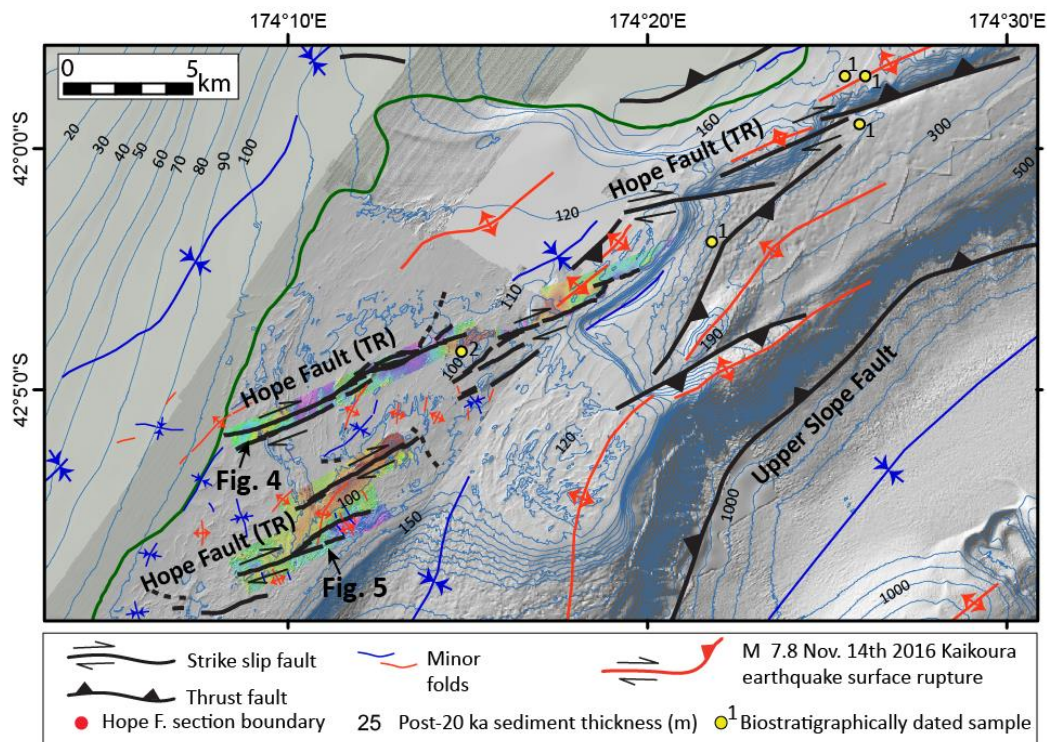 174°10'E 174°20'E 174°30'E
0 5
km
42°0'0"S
42°5'0"S
20
30
40
50
60
70
80
90
100
160
300
500
1
1
1
1
2
Hope Fault (TR)
120
110
190
100
Hope Fault (TR)
120
Upper Slope Fault
Fig. 4
100
150
1000
Hope Fault (TR)
Fig. 5
1000
Strike slip fault
Minor
folds
M 7.8 Nov. 14th 2016 Kaikoura
earthquake surface rupture
Thrust fault
Hope F. section boundary
25 Post-20 ka sediment thickness (m)
1 Biostratigraphically dated sample